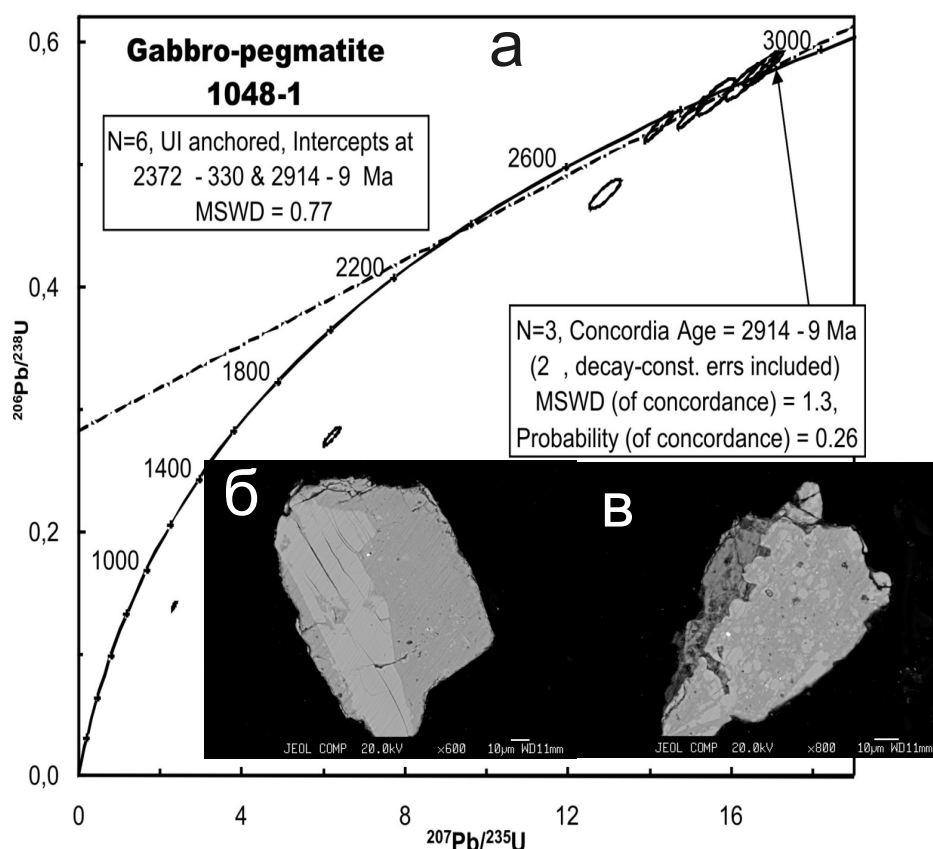 а
Gabbro-pegmatite
1048-1
N=6, UI anchored, Intercepts at
2372 - 330 & 2914 - 9 Ma
MSWD = 0.77
N=3, Concordia Age = 2914 - 9 Ma
(2 , decay-const. errs included)
MSWD (of concordance) = 1.3,
Probability (of concordance) = 0.26
3000
2600
2200
1800
1400
1000
0,6
0,4
0,2
0,0
²⁰⁶Pb/²³⁸U
0
4
8
12
16
²⁰⁷Pb/²³⁵U
б
JEOL COMP 20.0kV ×600 10µm WD11mm
в
JEOL COMP 20.0kV ×800 10µm WD11mm